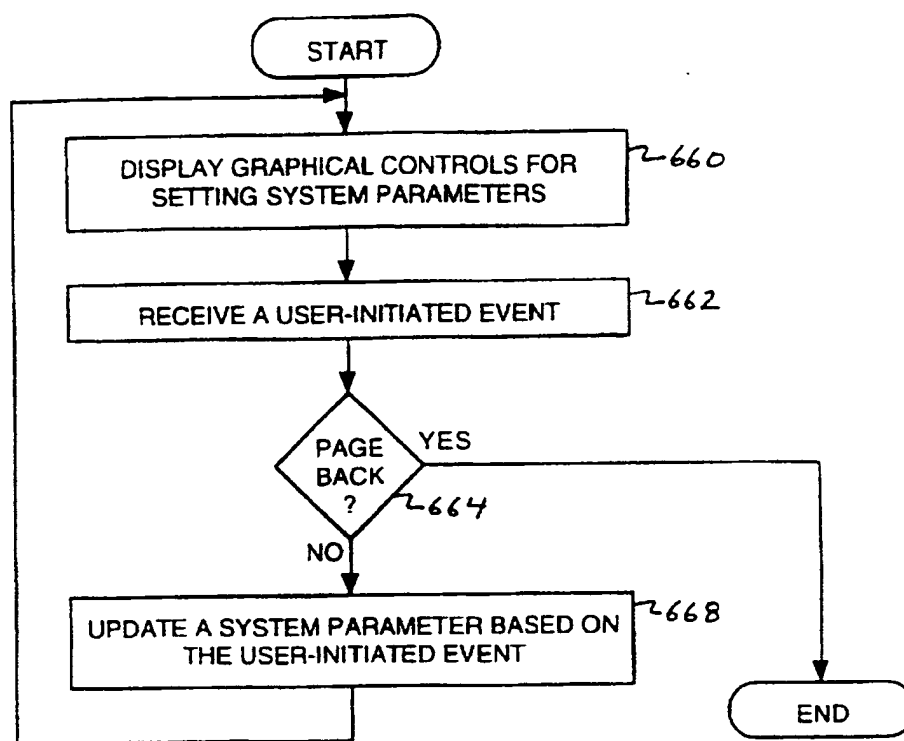 START
DISPLAY GRAPHICAL CONTROLS FOR
SETTING SYSTEM PARAMETERS
660
RECEIVE A USER-INITIATED EVENT
662
PAGE
BACK
?
YES
664
NO
UPDATE A SYSTEM PARAMETER BASED ON
THE USER-INITIATED EVENT
668
END